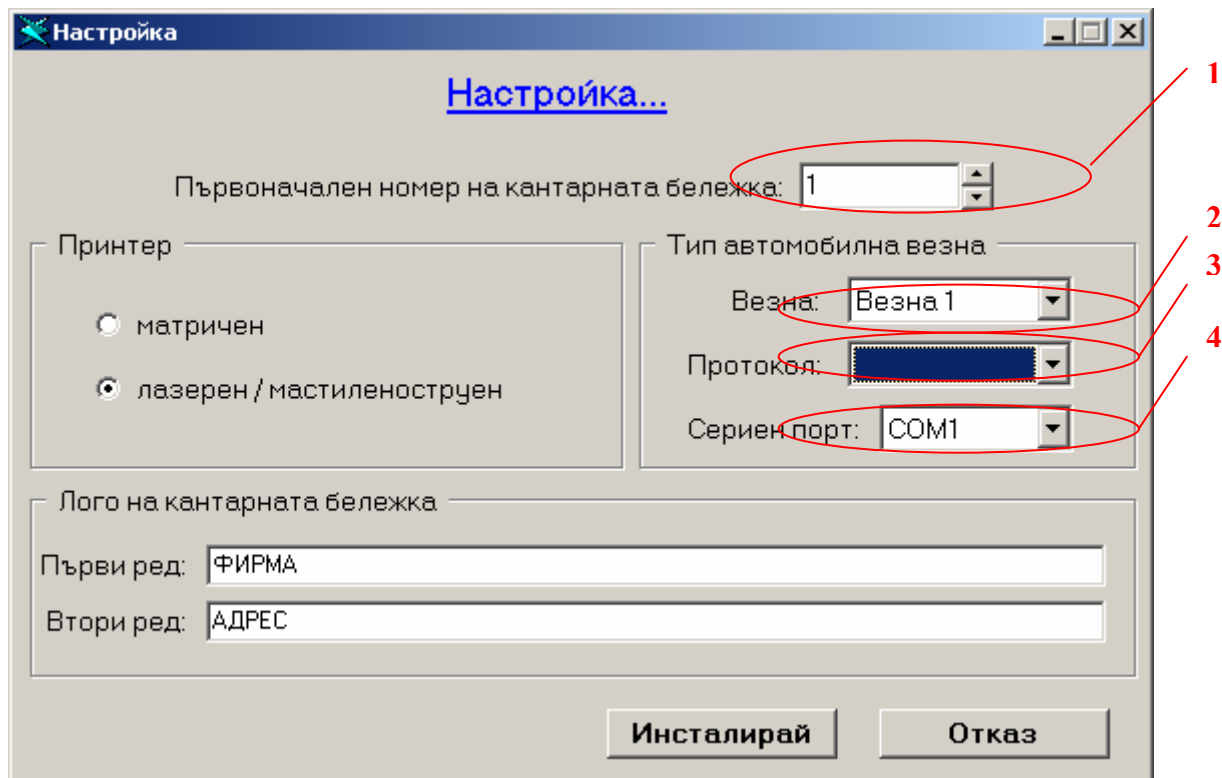 Настройка
Настройка...
1
Първоначален номер на кантарната бележка: 1
2
Принтер
Тип автомобилна везна
3
Везна: Везна 1
матричен
4
Протокол:
лазерен / мастиленоструен
Сериен порт: COM1
Лого на кантарната бележка
Първи ред: ФИРМА
Втори ред: АДРЕС
Инсталирай
Отказ